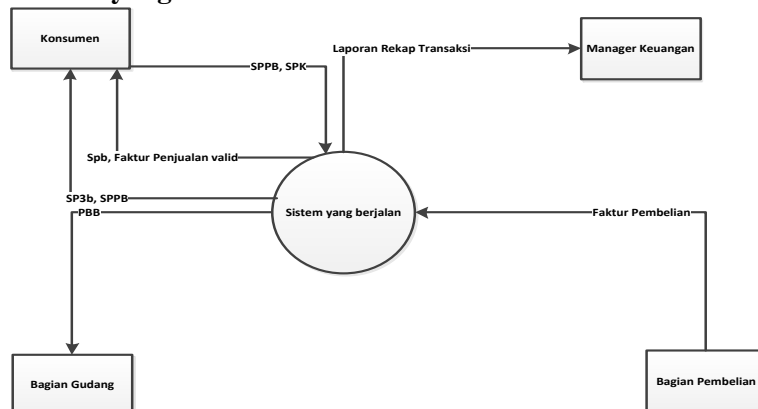 Konsumen
Laporan Rekap Transaksi
Manager Keuangan
SPPB, SPK
Spb, Faktur Penjualan valid
SP3b, SPPB
PBB
Sistem yang berjalan
Faktur Pembelian
Bagian Gudang
Bagian Pembelian